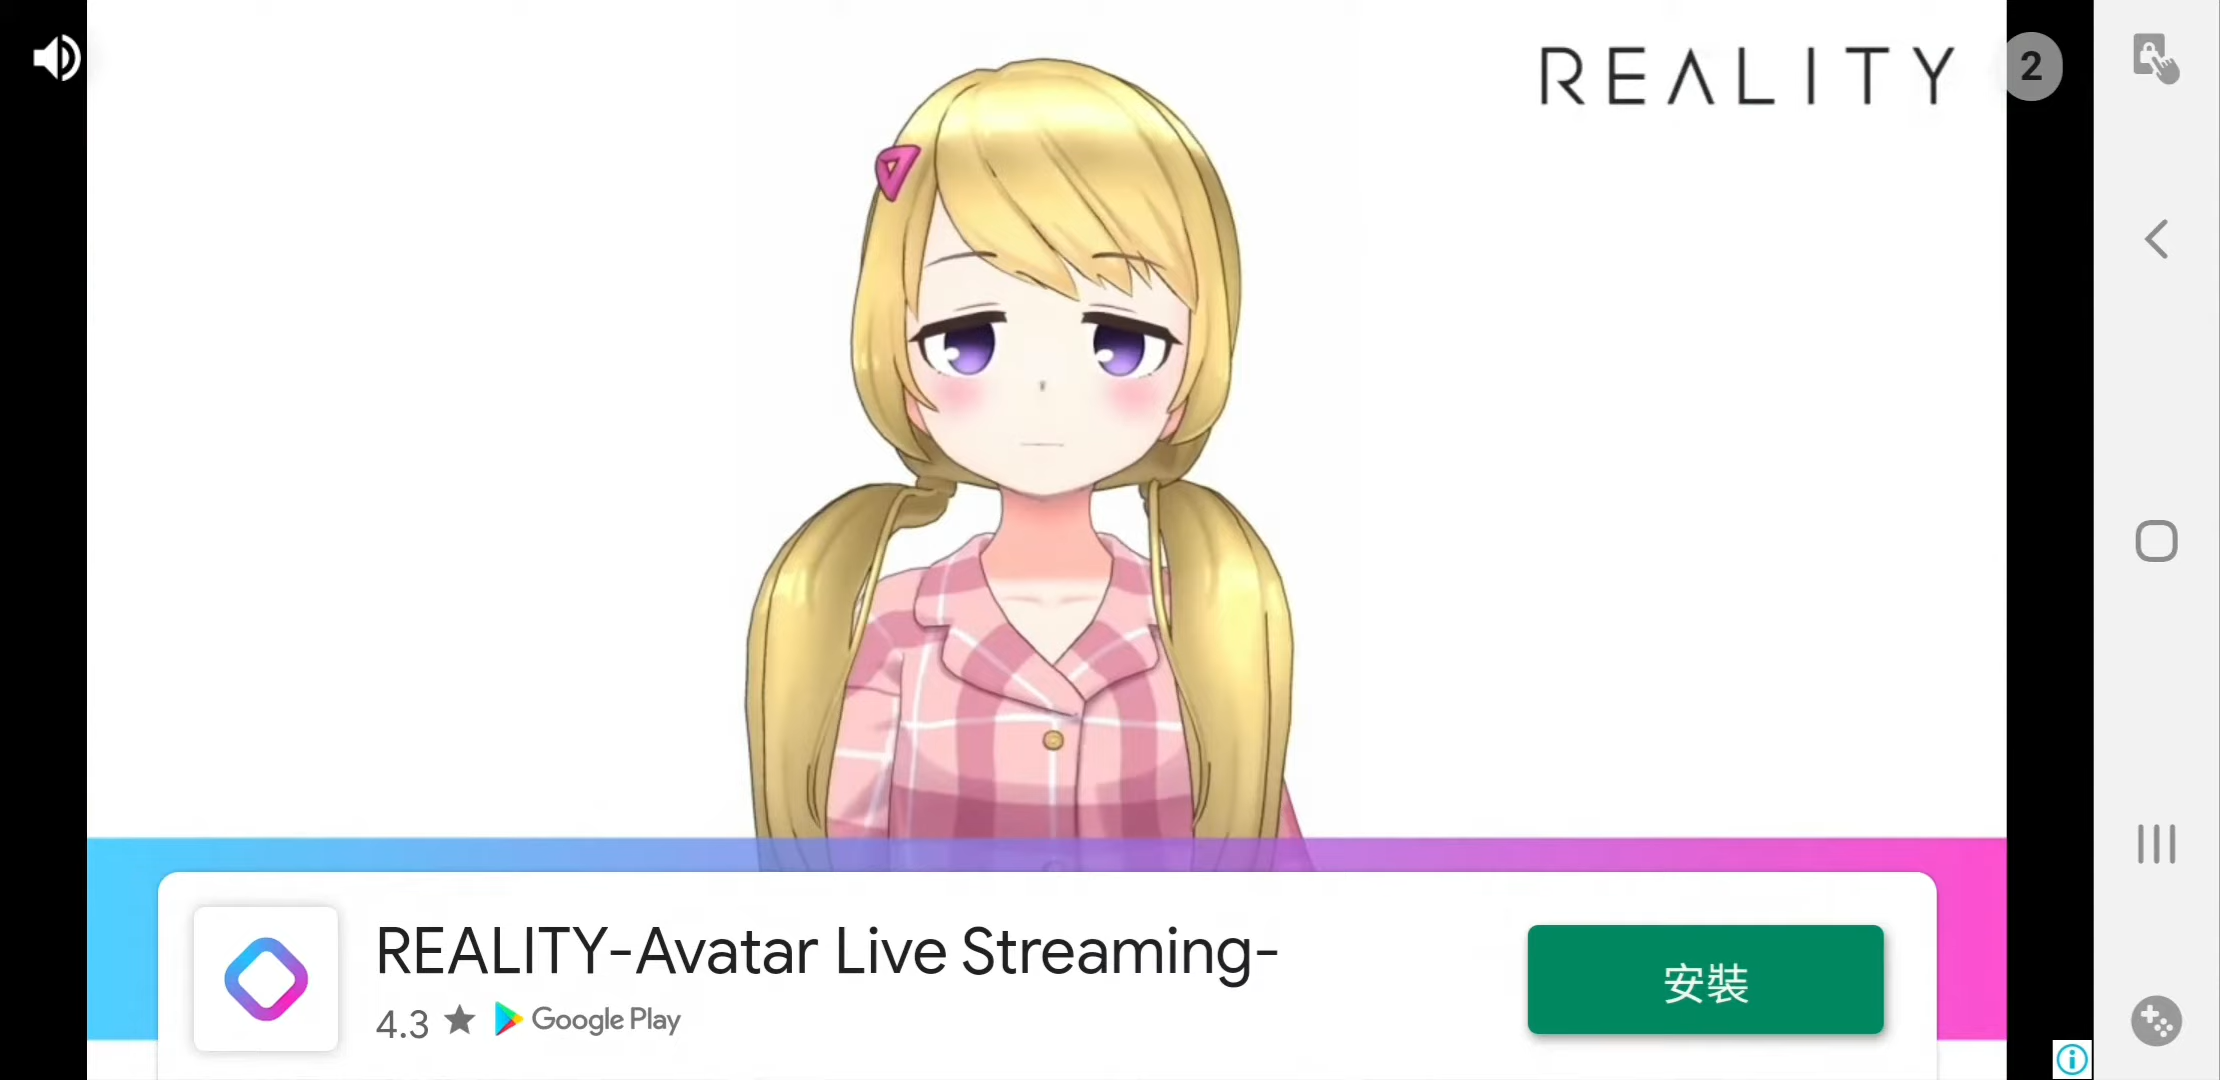 REALITY
2
REALITY-Avatar Live Streaming-
4.3 ★ Google Play
安裝